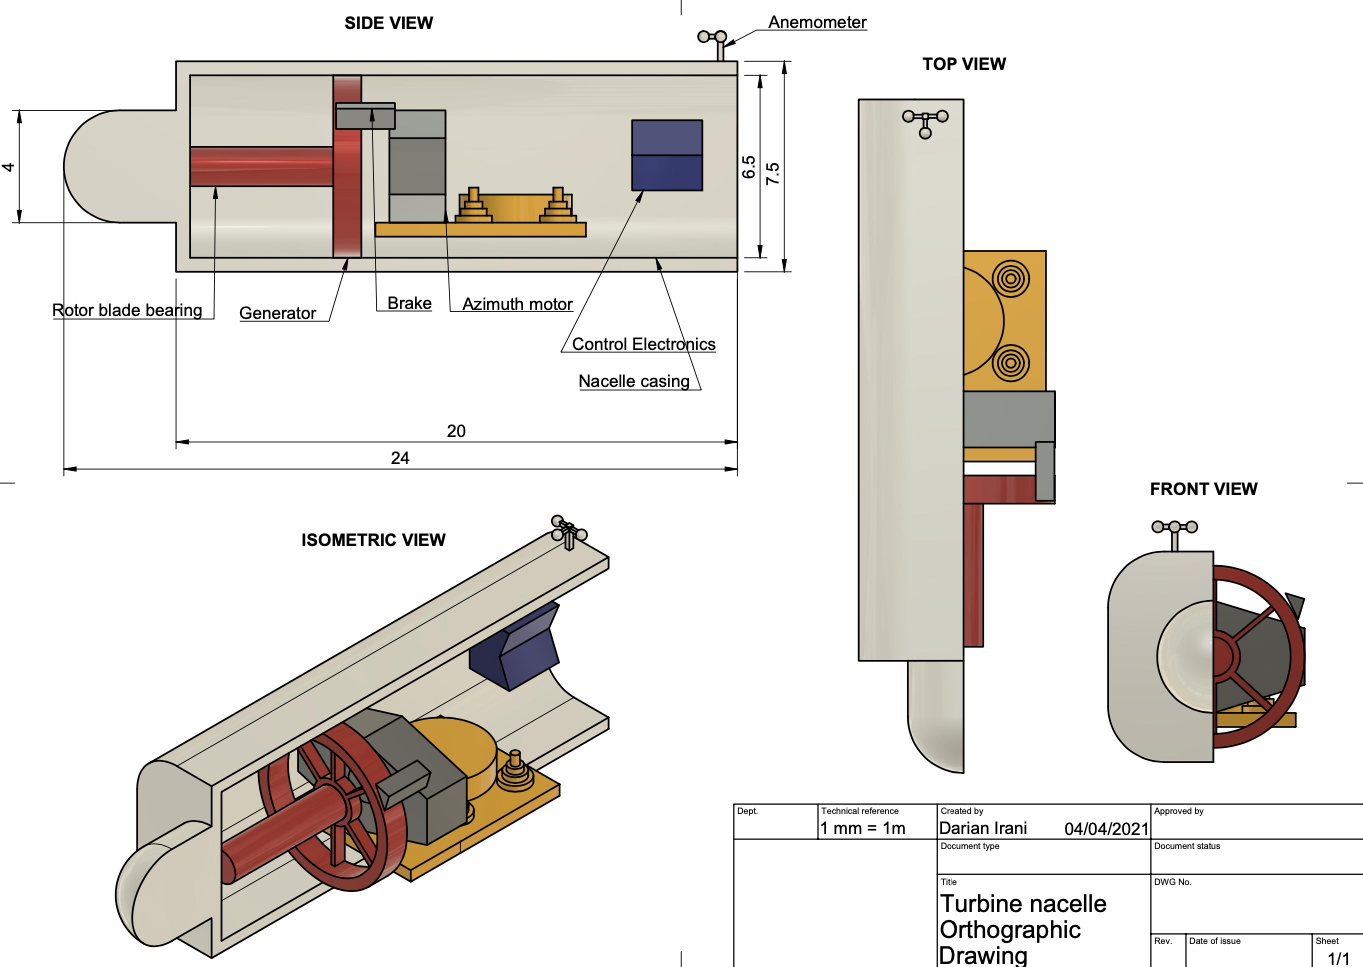 SIDE VIEW
Anemometer
TOP VIEW
4
6.5
7.5
Rotor blade bearing
Generator
Brake
Azimuth motor
Control Electronics
Nacelle casing
20
24
FRONT VIEW
ISOMETRIC VIEW
Dept.
Technical reference
1 mm = 1m
Created by
Darian Irani 04/04/2021
Approved by
Document type
Document status
Title
Turbine nacelle
Orthographic
Drawing
DWG No.
Rev.
Date of issue
Sheet
1/1